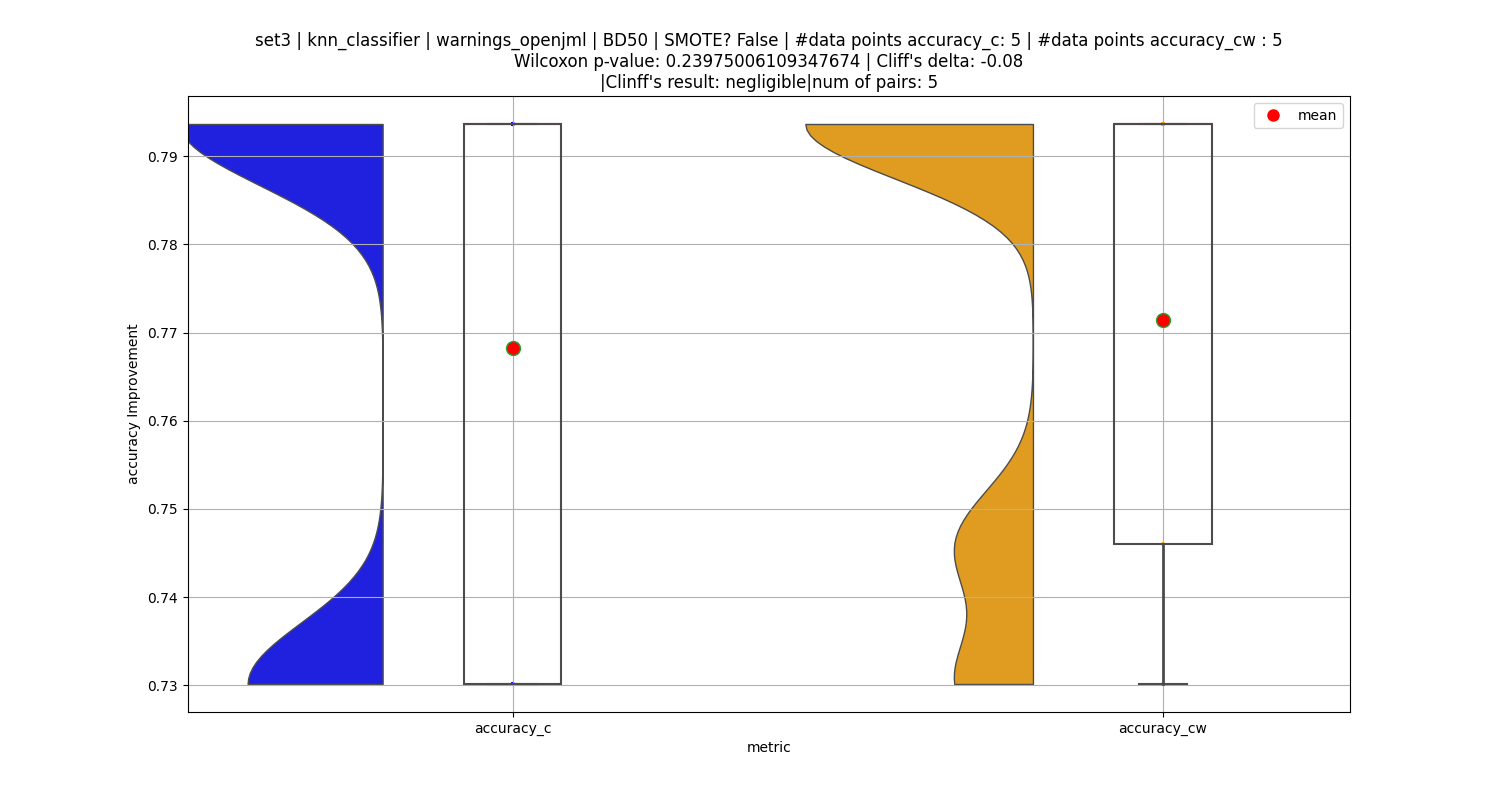 set3 | knn_classifier | warnings_openjml | BD50 | SMOTE? False | #data points accuracy_c: 5 | #data points accuracy_cw : 5
Wilcoxon p-value: 0.23975006109347674 | Cliff's delta: -0.08
|Clinff's result: negligible|num of pairs: 5
mean
accuracy Improvement
0.79
0.78
0.77
0.76
0.75
0.74
0.73
accuracy_c
accuracy_cw
metric